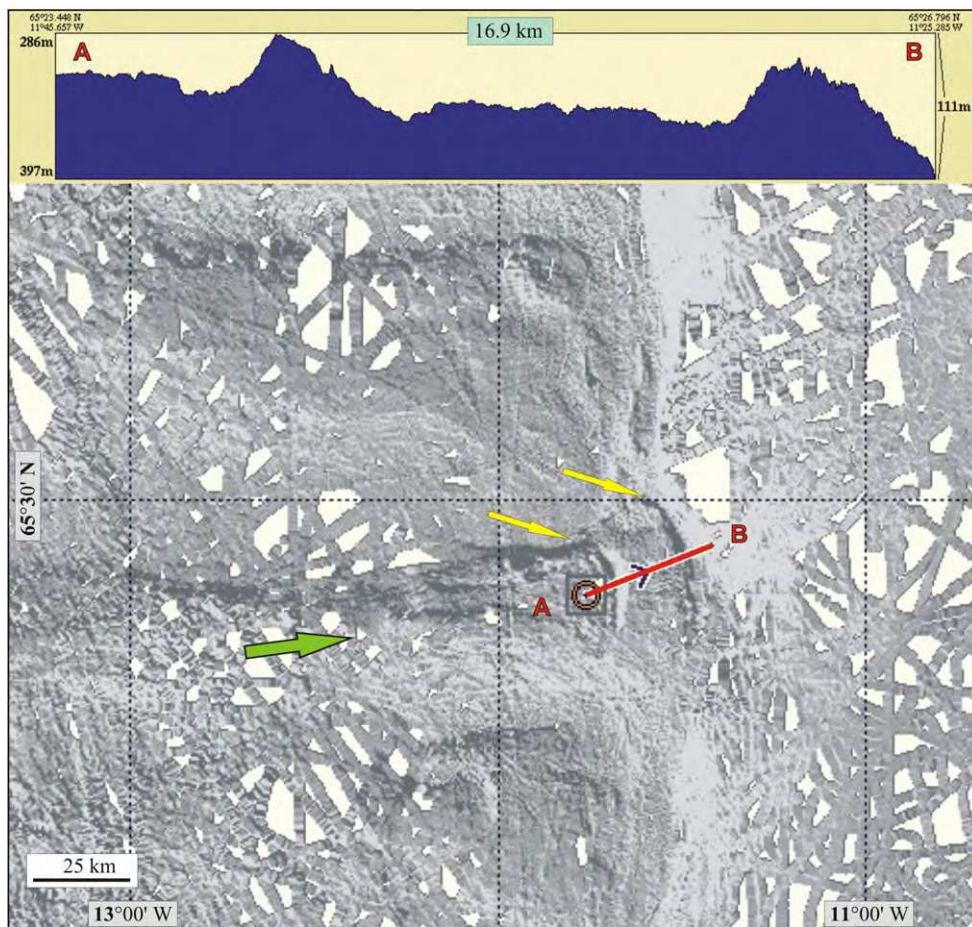 65°23.448 N
11°45.657 W
16.9 km
65°26.796 N
11°25.285 W
286m
A
B
111m
397m
65°30' N
B
A
25 km
13°00' W
11°00' W